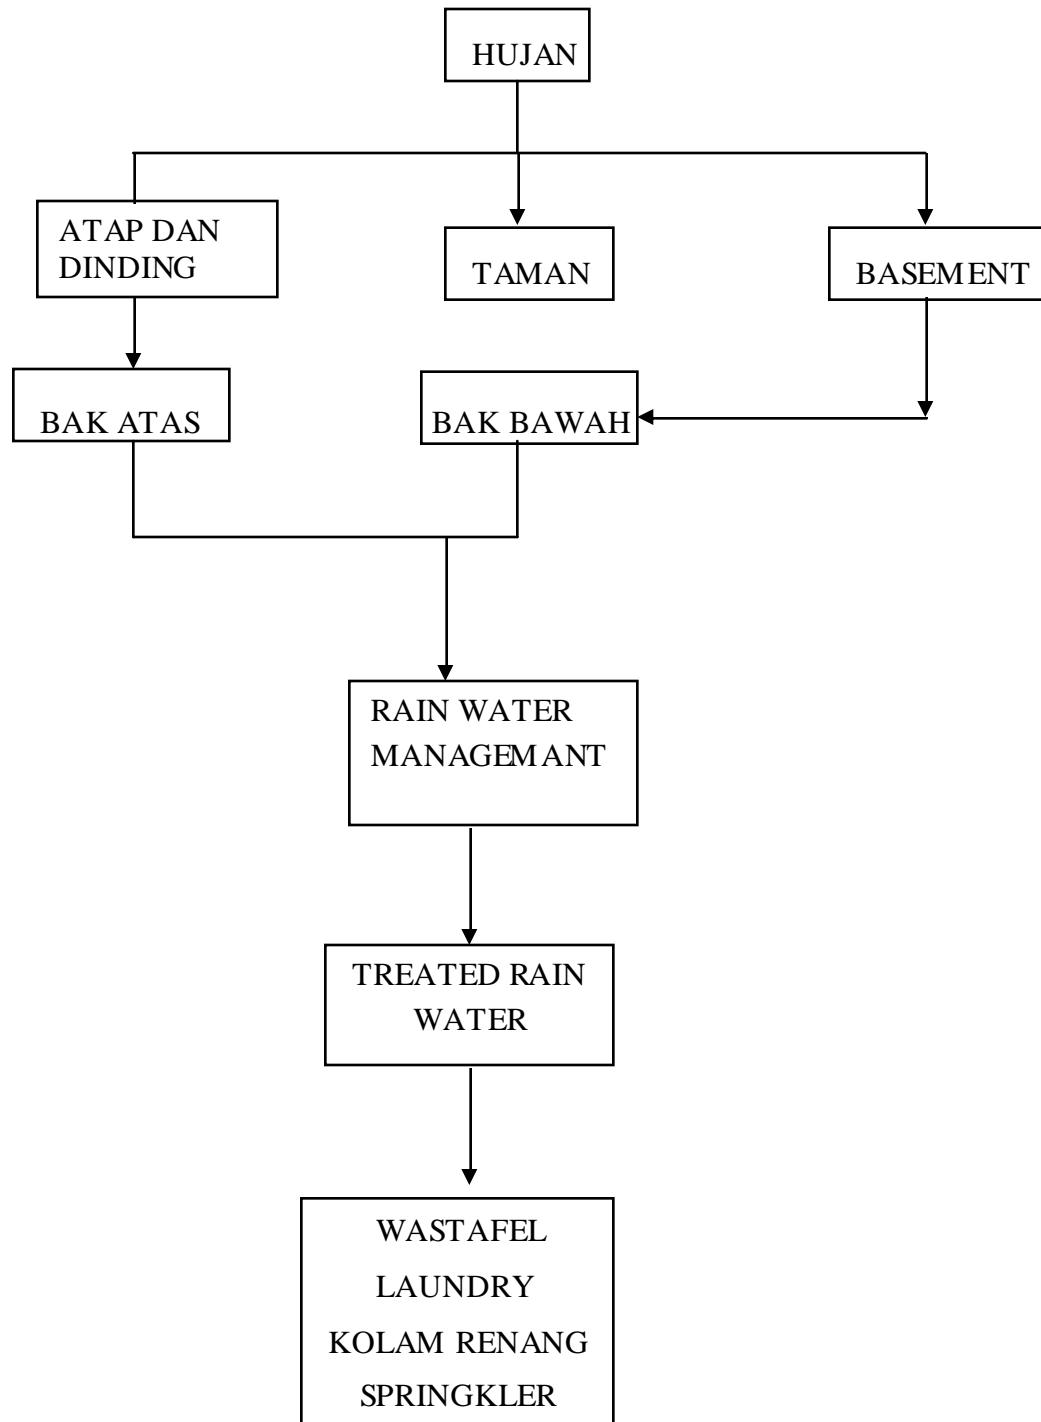 HUJAN
ATAP DAN
DINDING
TAMAN
BASEMENT
BAK ATAS
BAK BAWAH
RAIN WATER
MANAGEMANT
TREATED RAIN
WATER
WASTAFEL
LAUNDRY
KOLAM RENANG
SPRINGKLER